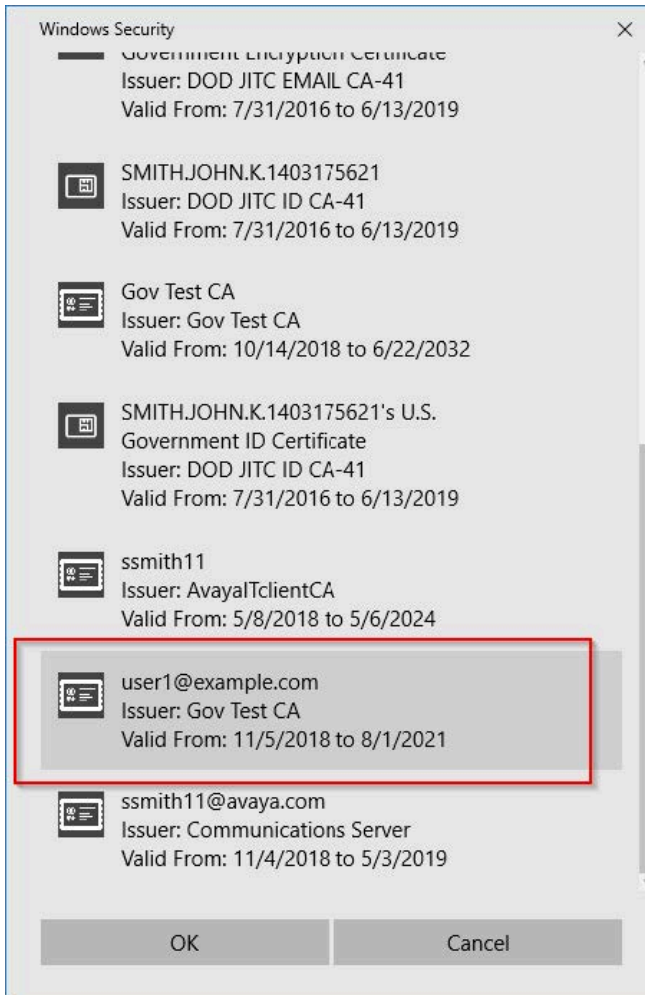 Windows Security
Government Encryption Certificate
Issuer: DOD JITC EMAIL CA-41
Valid From: 7/31/2016 to 6/13/2019
SMITH.JOHN.K.1403175621
Issuer: DOD JITC ID CA-41
Valid From: 7/31/2016 to 6/13/2019
Gov Test CA
Issuer: Gov Test CA
Valid From: 10/14/2018 to 6/22/2032
SMITH.JOHN.K.1403175621's U.S.
Government ID Certificate
Issuer: DOD JITC ID CA-41
Valid From: 7/31/2016 to 6/13/2019
ssmith11
Issuer: AvayaITclientCA
Valid From: 5/8/2018 to 5/6/2024
user1@example.com
Issuer: Gov Test CA
Valid From: 11/5/2018 to 8/1/2021
ssmith11@avaya.com
Issuer: Communications Server
Valid From: 11/4/2018 to 5/3/2019
OK Cancel